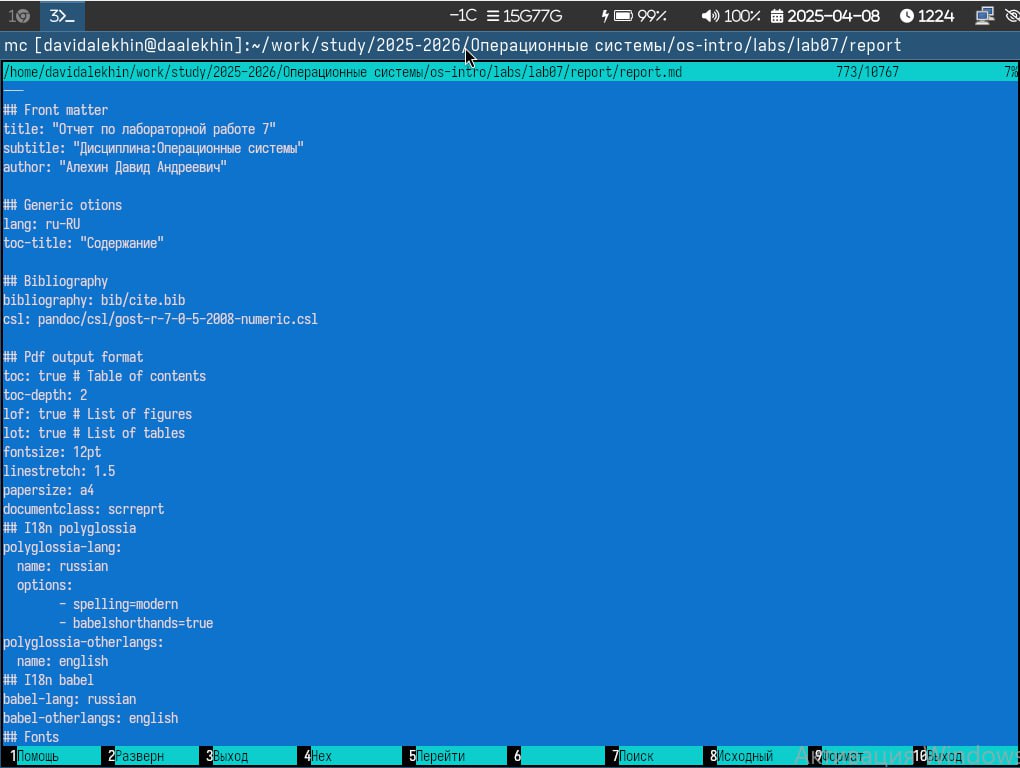 1 3 −1C 15G77G 99% 100% 2025-04-08 1224
mc [davidalekhin@daalekhin]:~/work/study/2025-2026/Операционные системы/os-intro/labs/lab07/report
/home/davidalekhin/work/study/2025-2026/Операционные системы/os-intro/labs/lab07/report/report.md 773/10767 7%
---
## Front matter
title: "Отчет по лабораторной работе 7"
subtitle: "Дисциплина:Операционные системы"
author: "Алехин Давид Андреевич"
## Generic otions
lang: ru-RU
toc-title: "Содержание"
## Bibliography
bibliography: bib/cite.bib
csl: pandoc/csl/gost-r-7-0-5-2008-numeric.csl
## Pdf output format
toc: true # Table of contents
toc-depth: 2
lof: true # List of figures
lot: true # List of tables
fontsize: 12pt
linestretch: 1.5
papersize: a4
documentclass: scrreprt
## I18n polyglossia
polyglossia-lang:
  name: russian
  options:
        - spelling=modern
        - babelshorthands=true
polyglossia-otherlangs:
  name: english
## I18n babel
babel-lang: russian
babel-otherlangs: english
## Fonts
1Помощь 2Разверн 3Выход 4Hex 5Перейти 6 7Поиск 8Исходный 9Формат 10Выход
Активация Windows